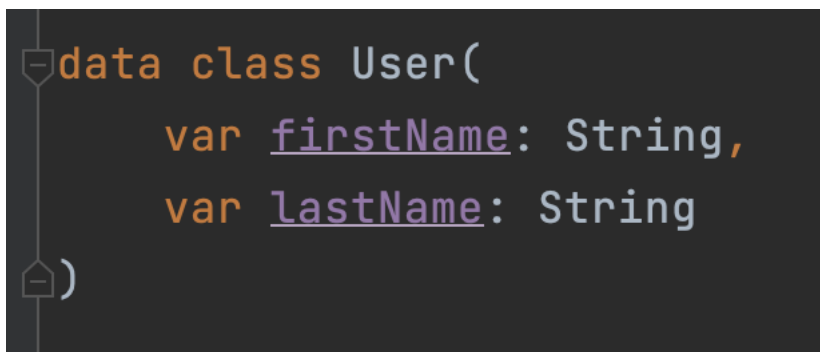 data class User(
    var firstName: String,
    var lastName: String
)